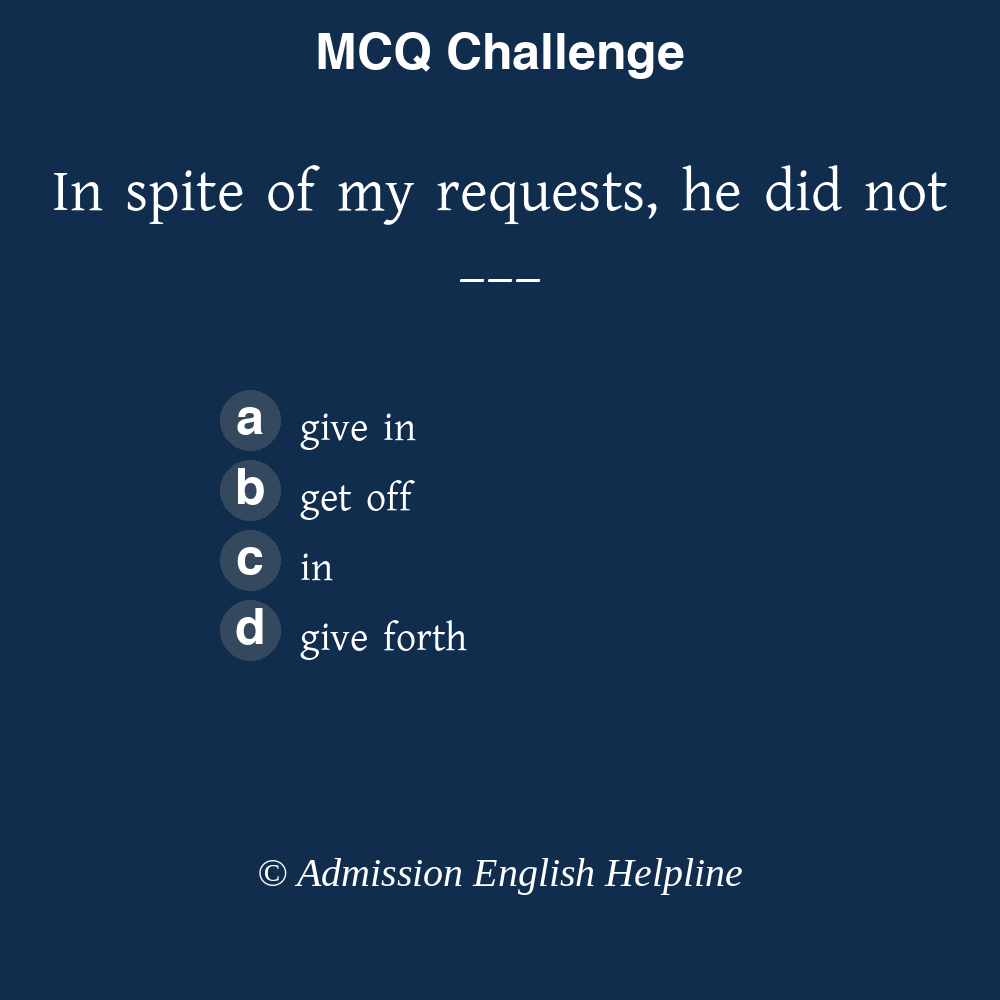 MCQ Challenge
In spite of my requests, he did not
___
a give in
b get off
c in
d give forth
© Admission English Helpline